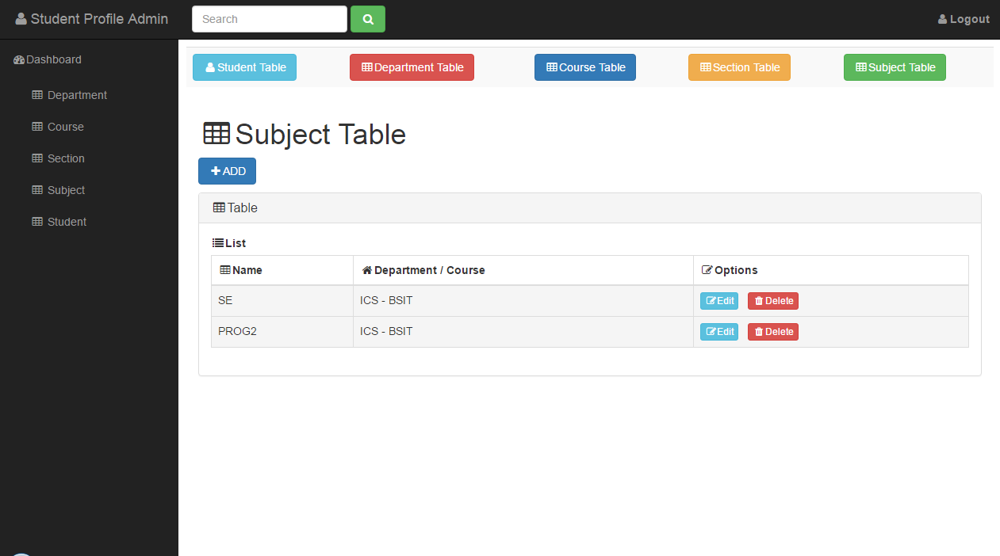 Student Profile Admin
Search
Logout
Dashboard
Department
Course
Section
Subject
Student
Student Table
Department Table
Course Table
Section Table
Subject Table
Subject Table
ADD
Table
List
Name Department / Course Options
SE ICS - BSIT Edit Delete
PROG2 ICS - BSIT Edit Delete